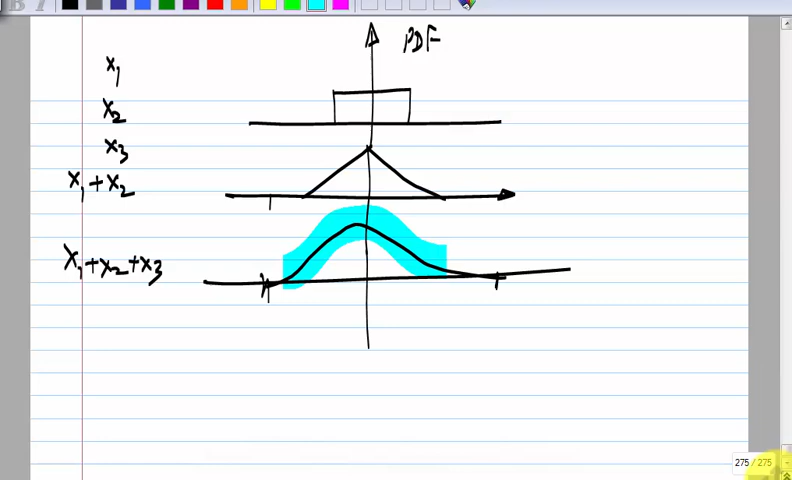 PDF
x₁
x₂
x₃
x₁ + x₂
x₁ + x₂ + x₃
275 / 275